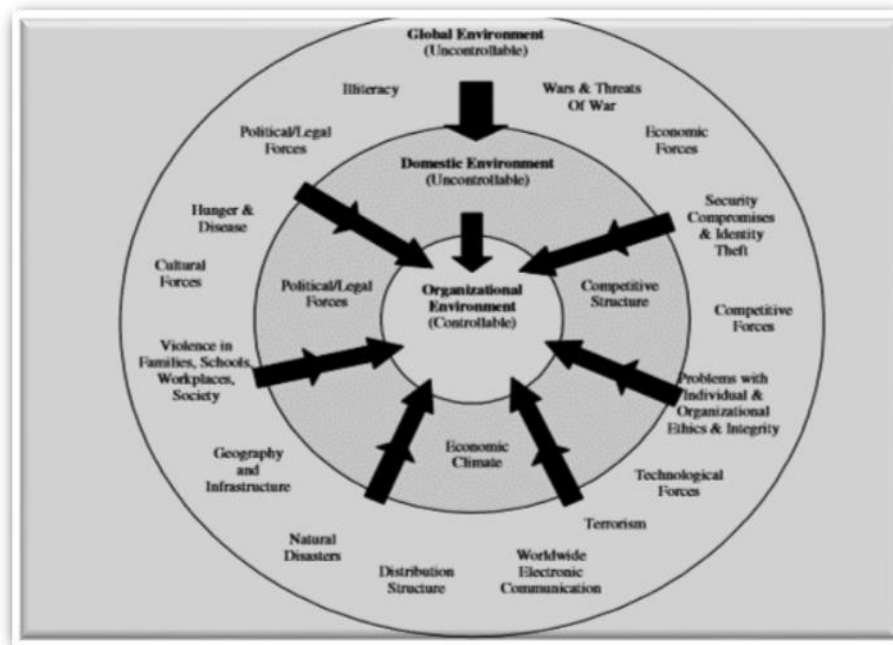 Global Environment
(Uncontrollable)
Illiteracy
Wars & Threats
Of War
Political/Legal
Forces
Economic
Forces
Domestic Environment
(Uncontrollable)
Hunger &
Disease
Security
Compromises
& Identity
Theft
Cultural
Forces
Political/Legal
Forces
Organizational
Environment
(Controllable)
Competitive
Structure
Competitive
Forces
Violence in
Families, Schools,
Workplaces,
Society
Problems with
Individual &
Organizational
Ethics & Integrity
Economic
Climate
Geography
and
Infrastructure
Technological
Forces
Terrorism
Natural
Disasters
Distribution
Structure
Worldwide
Electronic
Communication